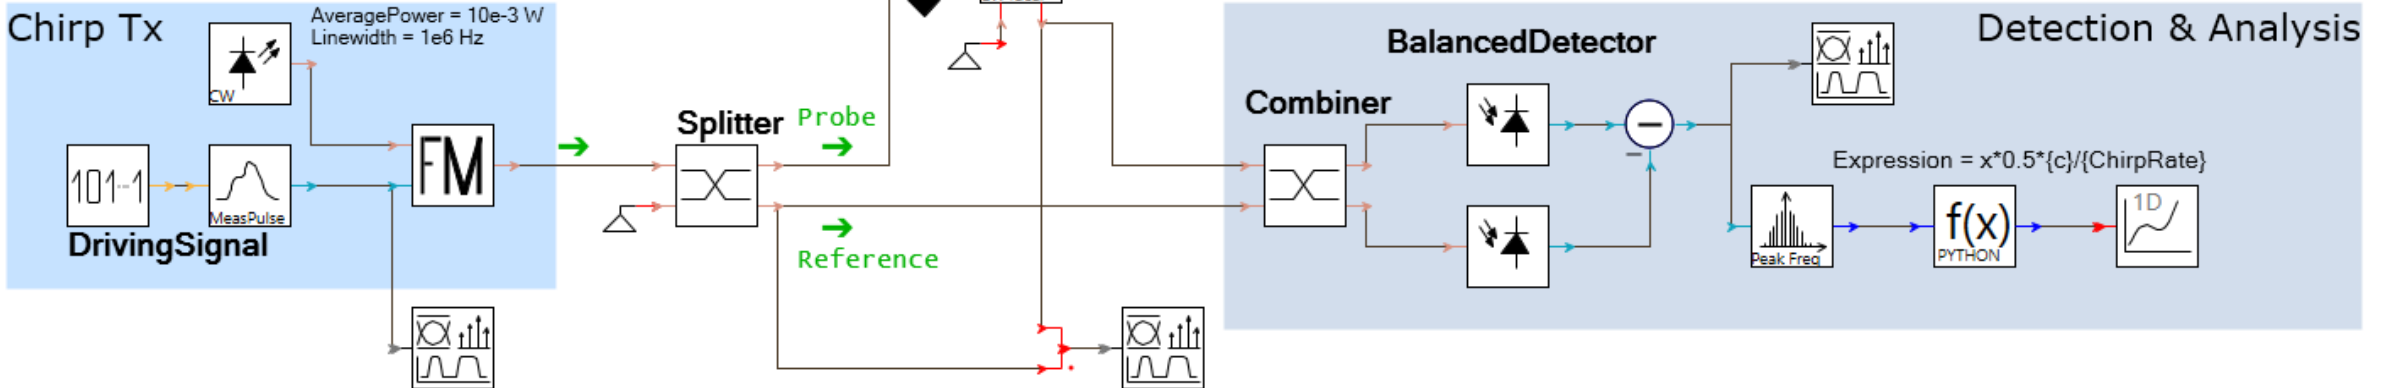 Chirp Tx
AveragePower = 10e-3 W
Linewidth = 1e6 Hz
CW
101--1
MeasPulse
DrivingSignal
FM
Splitter
Probe
Reference
Detection & Analysis
BalancedDetector
Combiner
Expression = x*0.5*{c}/{ChirpRate}
Peak Freq
f(x)
PYTHON
1D